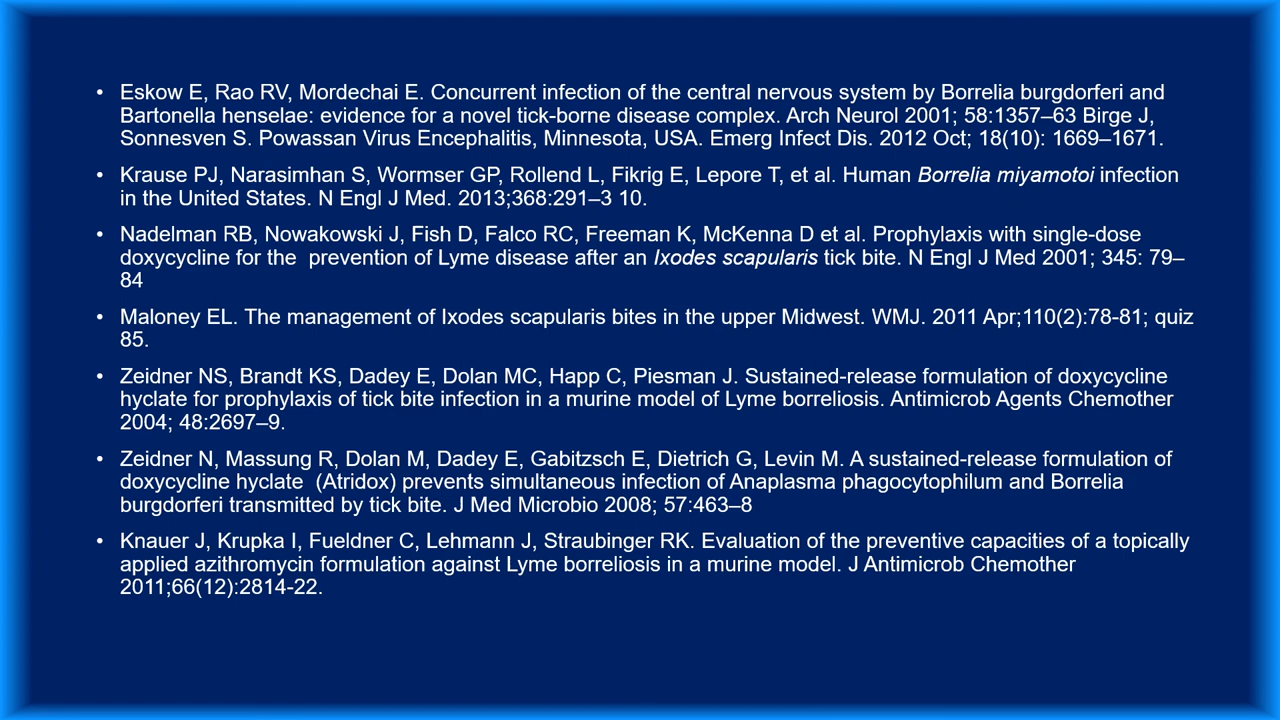 • Eskow E, Rao RV, Mordechai E. Concurrent infection of the central nervous system by Borrelia burgdorferi and
Bartonella henselae: evidence for a novel tick-borne disease complex. Arch Neurol 2001; 58:1357–63 Birge J,
Sonnesven S. Powassan Virus Encephalitis, Minnesota, USA. Emerg Infect Dis. 2012 Oct; 18(10): 1669–1671.
• Krause PJ, Narasimhan S, Wormser GP, Rollend L, Fikrig E, Lepore T, et al. Human Borrelia miyamotoi infection
in the United States. N Engl J Med. 2013;368:291–3 10.
• Nadelman RB, Nowakowski J, Fish D, Falco RC, Freeman K, McKenna D et al. Prophylaxis with single-dose
doxycycline for the  prevention of Lyme disease after an Ixodes scapularis tick bite. N Engl J Med 2001; 345: 79–
84
• Maloney EL. The management of Ixodes scapularis bites in the upper Midwest. WMJ. 2011 Apr;110(2):78-81; quiz
85.
• Zeidner NS, Brandt KS, Dadey E, Dolan MC, Happ C, Piesman J. Sustained-release formulation of doxycycline
hyclate for prophylaxis of tick bite infection in a murine model of Lyme borreliosis. Antimicrob Agents Chemother
2004; 48:2697–9.
• Zeidner N, Massung R, Dolan M, Dadey E, Gabitzsch E, Dietrich G, Levin M. A sustained-release formulation of
doxycycline hyclate  (Atridox) prevents simultaneous infection of Anaplasma phagocytophilum and Borrelia
burgdorferi transmitted by tick bite. J Med Microbio 2008; 57:463–8
• Knauer J, Krupka I, Fueldner C, Lehmann J, Straubinger RK. Evaluation of the preventive capacities of a topically
applied azithromycin formulation against Lyme borreliosis in a murine model. J Antimicrob Chemother
2011;66(12):2814-22.